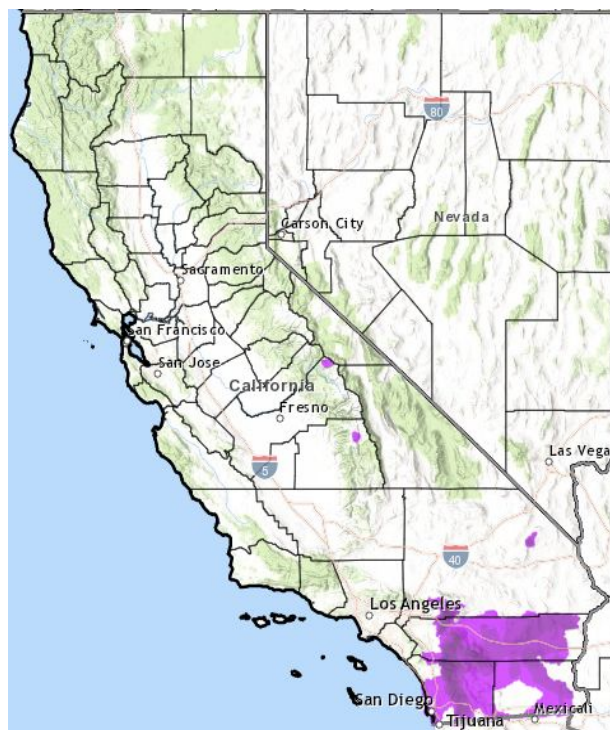 80
Carson City
Nevada
Sacramento
San Francisco
San Jose
California
Fresno
5
Las Vega
40
Los Angeles
San Diego
Mexicali
Tijuana